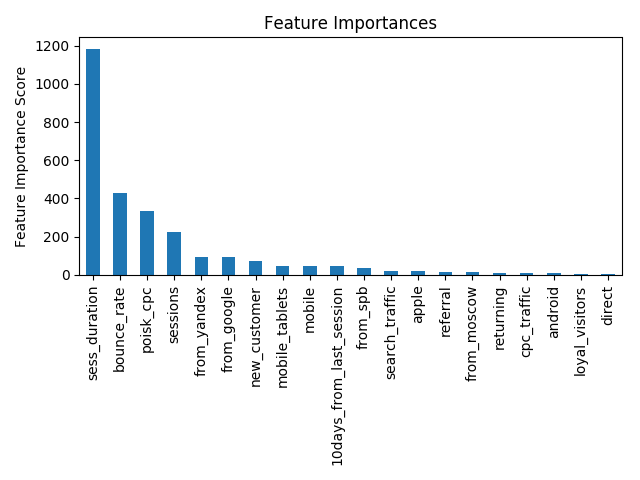 Feature Importances
Feature Importance Score
1200
1000
800
600
400
200
0
sess_duration
bounce_rate
poisk_cpc
sessions
from_yandex
from_google
new_customer
mobile_tablets
mobile
10days_from_last_session
from_spb
search_traffic
apple
referral
from_moscow
returning
cpc_traffic
android
loyal_visitors
direct